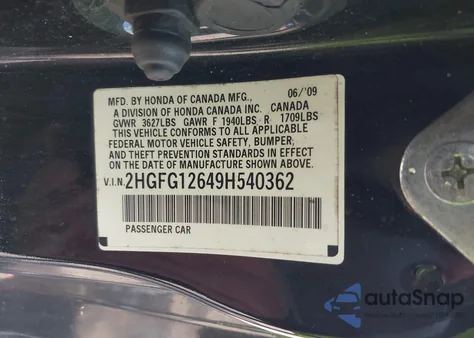 MFD. BY HONDA OF CANADA MFG., 06/'09
A DIVISION OF HONDA CANADA INC. CANADA
GVWR 3627LBS GAWR F 1940LBS R 1709LBS
THIS VEHICLE CONFORMS TO ALL APPLICABLE
FEDERAL MOTOR VEHICLE SAFETY, BUMPER,
AND THEFT PREVENTION STANDARDS IN EFFECT
ON THE DATE OF MANUFACTURE SHOWN ABOVE.
V.I.N. 2HGFG12649H540362
PASSENGER CAR
autoSnap